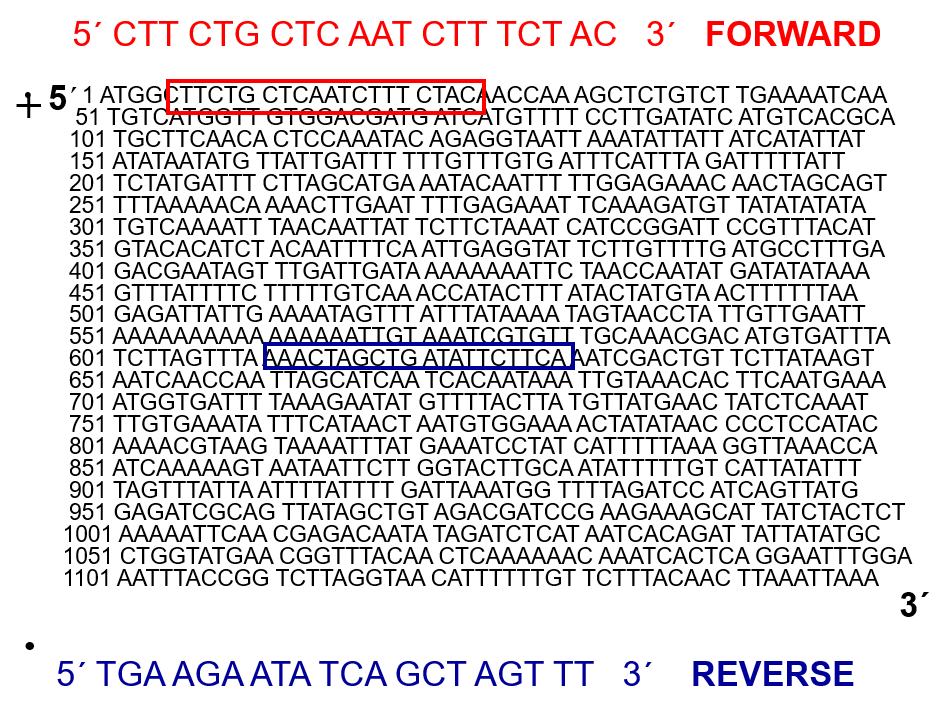 5´ CTT CTG CTC AAT CTT TCT AC 3´ FORWARD
• 5´ 1 ATGGCTTCTG CTCAATCTTT CTACAACCAA AGCTCTGTCT TGAAAATCAA
+
51 TGTCATGGTT GTGGACGATG ATCATGTTTT CCTTGATATC ATGTCACGCA
101 TGCTTCAACA CTCCAAATAC AGAGGTAATT AAATATTATT ATCATATTAT
151 ATATAATATG TTATTGATTT TTTGTTTGTG ATTTCATTTA GATTTTTATT
201 TCTATGATTT CTTAGCATGA AATACAATTT TTGGAGAAAC AACTAGCAGT
251 TTTAAAAACA AAACTTGAAT TTTGAGAAAT TCAAAGATGT TATATATATA
301 TGTCAAAATT TAACAATTAT TCTTCTAAAT CATCCGGATT CCGTTTACAT
351 GTACACATCT ACAATTTTCA ATTGAGGTAT TCTTGTTTTG ATGCCTTTGA
401 GACGAATAGT TTGATTGATA AAAAAAATTC TAACCAATAT GATATATAAA
451 GTTTATTTTC TTTTTGTCAA ACCATACTTT ATACTATGTA ACTTTTTTAA
501 GAGATTATTG AAAATAGTTT ATTTATAAAA TAGTAACCTA TTGTTGAATT
551 AAAAAAAAAA AAAAAATTGT AAATCGTGTT TGCAAACGAC ATGTGATTTA
601 TCTTAGTTTA AAACTAGCTG ATATTCTTCA AATCGACTGT TCTTATAAGT
651 AATCAACCAA TTAGCATCAA TCACAATAAA TTGTAAACAC TTCAATGAAA
701 ATGGTGATTT TAAAGAATAT GTTTTACTTA TGTTATGAAC TATCTCAAAT
751 TTGTGAAATA TTTCATAACT AATGTGGAAA ACTATATAAC CCCTCCATAC
801 AAAACGTAAG TAAAATTTAT GAAATCCTAT CATTTTTAAA GGTTAAACCA
851 ATCAAAAAGT AATAATTCTT GGTACTTGCA ATATTTTTGT CATTATATTT
901 TAGTTTATTA ATTTTATTTT GATTAAATGG TTTTAGATCC ATCAGTTATG
951 GAGATCGCAG TTATAGCTGT AGACGATCCG AAGAAAGCAT TATCTACTCT
1001 AAAAATTCAA CGAGACAATA TAGATCTCAT AATCACAGAT TATTATATGC
1051 CTGGTATGAA CGGTTTACAA CTCAAAAAAC AAATCACTCA GGAATTTGGA
1101 AATTTACCGG TCTTAGGTAA CATTTTTTGT TCTTTACAAC TTAAATTAAA
3´
•
5´ TGA AGA ATA TCA GCT AGT TT 3´ REVERSE